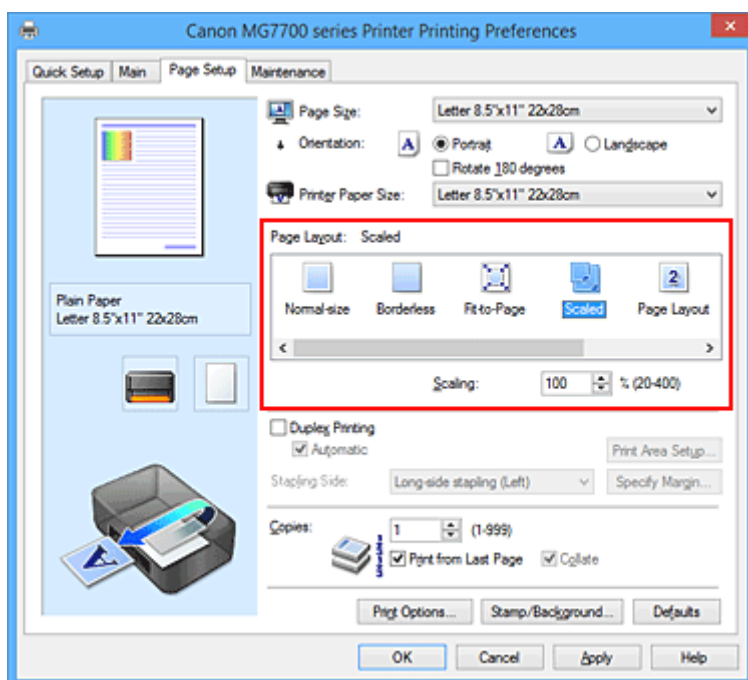 Canon MG7700 series Printer Printing Preferences
Quick Setup Main Page Setup Maintenance
Page Size: Letter 8.5"x11" 22x28cm
Orientation: A Portrait A Landscape
Rotate 180 degrees
Printer Paper Size: Letter 8.5"x11" 22x28cm
Page Layout: Scaled
Normal-size Borderless Fit-to-Page Scaled Page Layout
Scaling: 100 % (20-400)
Plain Paper
Letter 8.5"x11" 22x28cm
Duplex Printing
Automatic Print Area Setup...
Stapling Side: Long-side stapling (Left) Specify Margin...
Copies: 1 (1-999)
Print from Last Page Collate
Print Options... Stamp/Background... Defaults
OK Cancel Apply Help